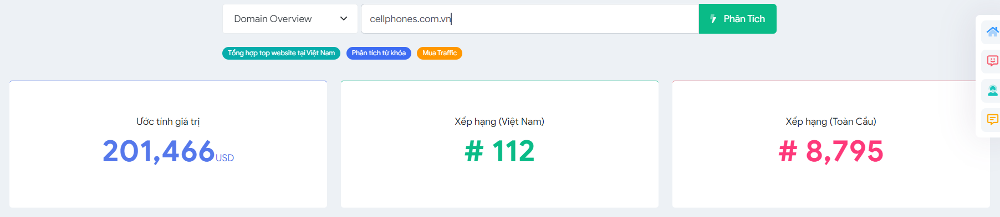 Domain Overview
cellphones.com.vn
Phân Tích
Tổng hợp top website tại Việt Nam
Phân tích từ khóa
Mua Traffic
Ước tính giá trị
201,466USD
Xếp hạng (Việt Nam)
# 112
Xếp hạng (Toàn Cầu)
# 8,795